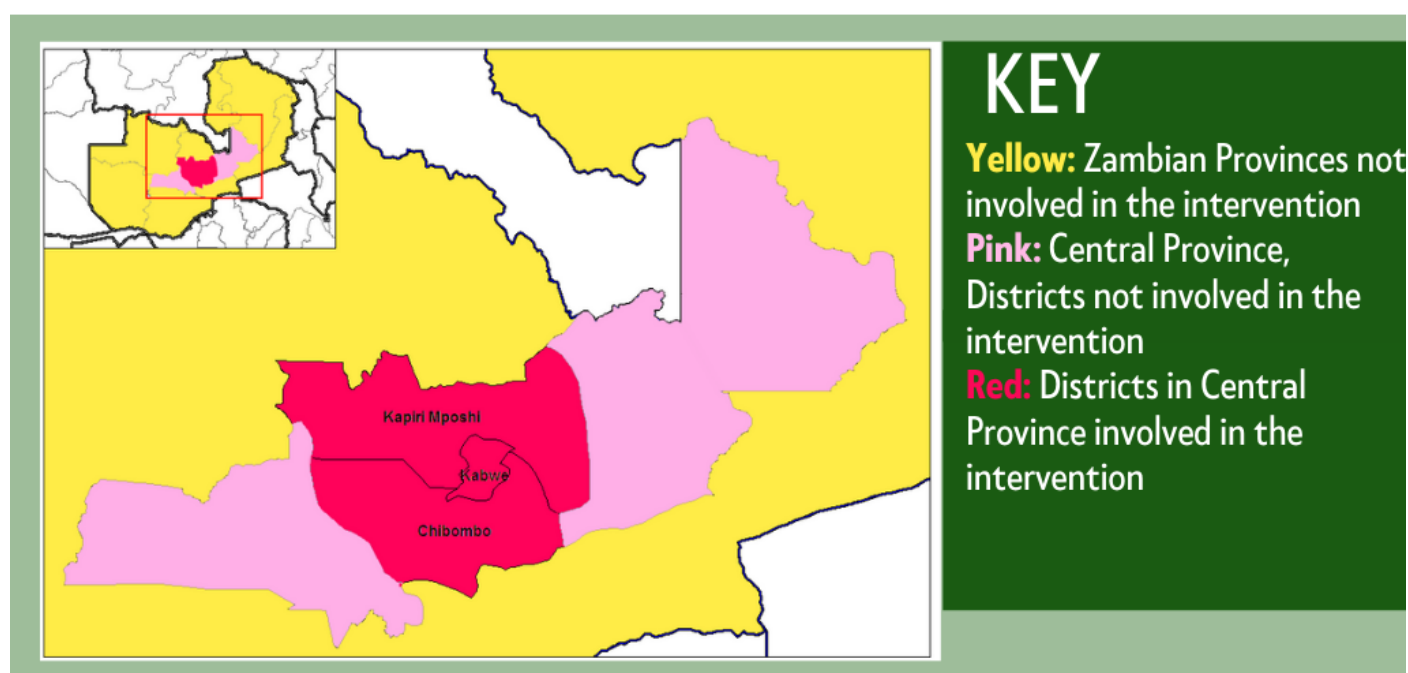 KEY
Yellow: Zambian Provinces not
involved in the intervention
Pink: Central Province,
Districts not involved in the
intervention
Red: Districts in Central
Province involved in the
intervention
Kapiri Mposhi
Kabwe
Chibombo